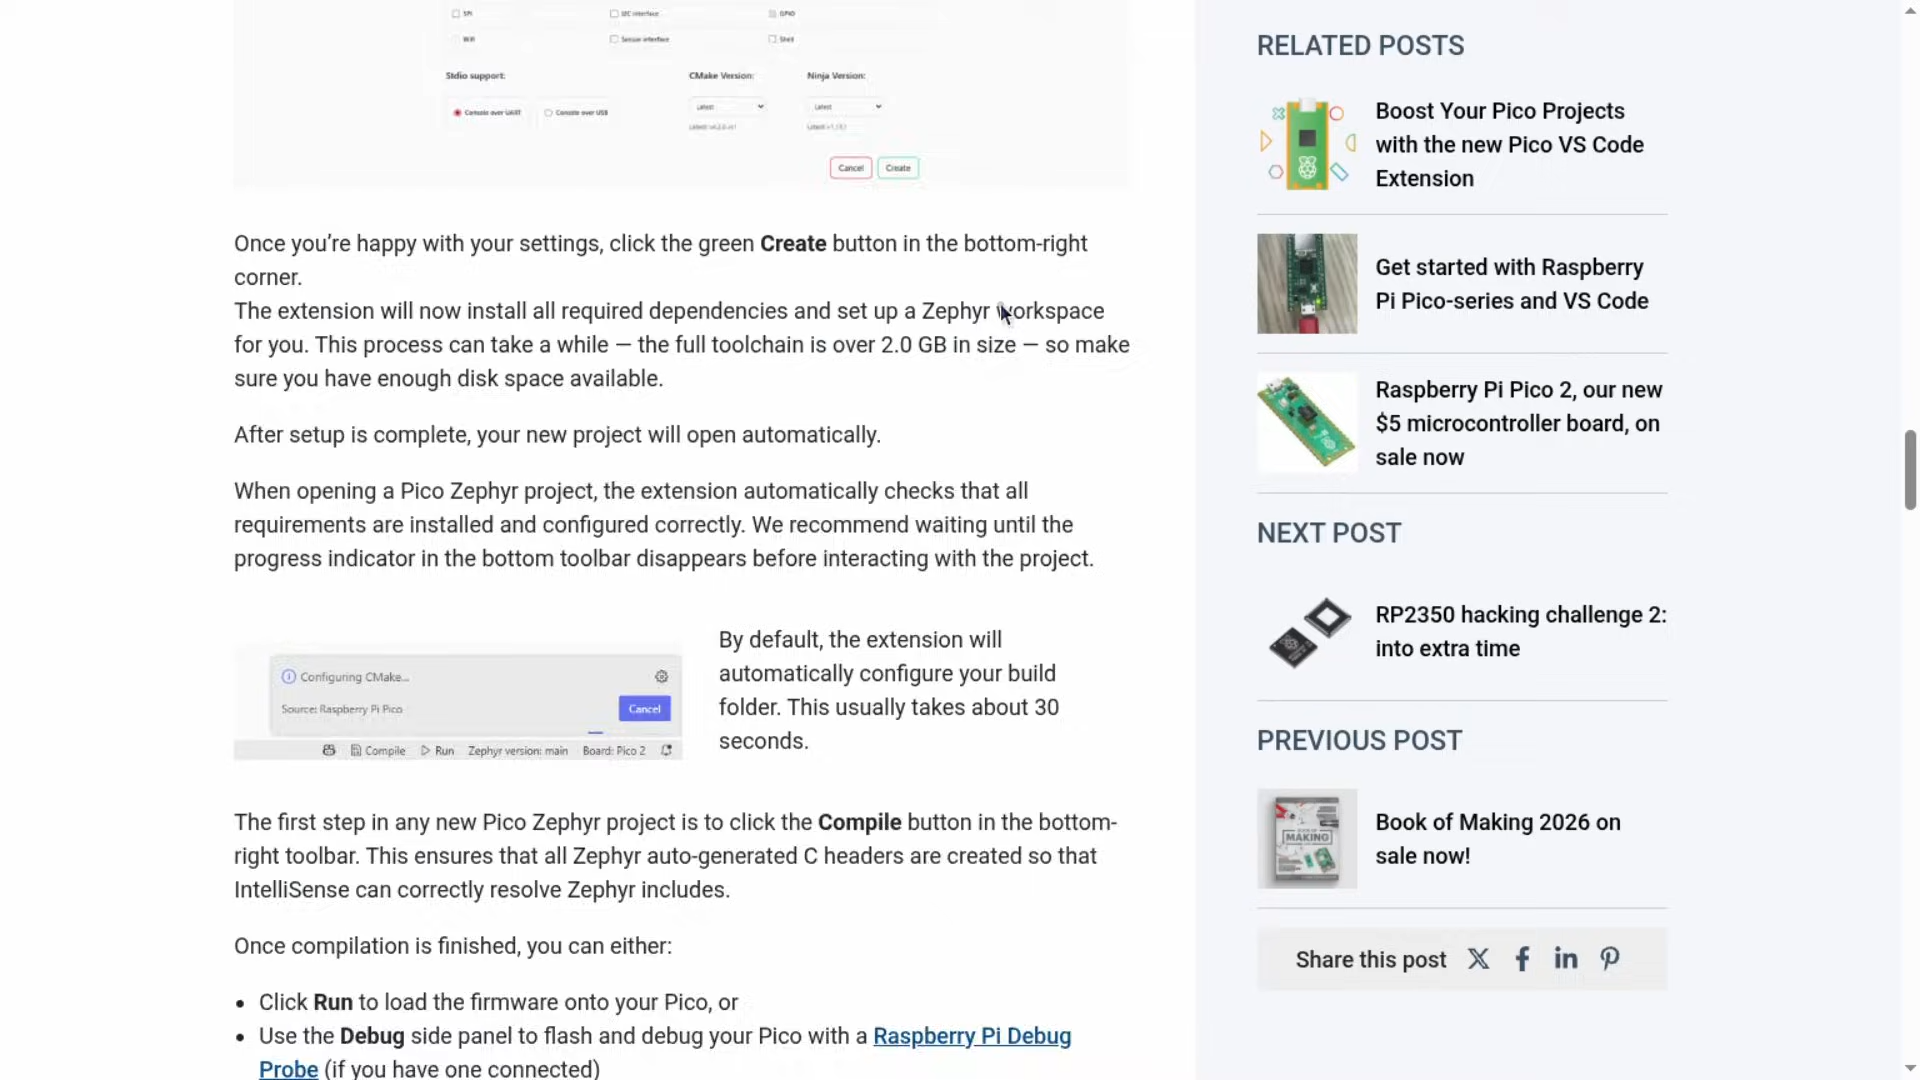 SPI
I2C interface
GPIO
Wifi
Sensor interface
Shell
Stdio support:
CMake Version:
Ninja Version:
Console over UART
Console over USB
Latest
Latest
Cancel
Create
Once you’re happy with your settings, click the green Create button in the bottom-right
corner.
The extension will now install all required dependencies and set up a Zephyr workspace
for you. This process can take a while — the full toolchain is over 2.0 GB in size — so make
sure you have enough disk space available.
After setup is complete, your new project will open automatically.
When opening a Pico Zephyr project, the extension automatically checks that all
requirements are installed and configured correctly. We recommend waiting until the
progress indicator in the bottom toolbar disappears before interacting with the project.
Configuring CMake...
Source: Raspberry Pi Pico
Cancel
Compile
Run
Zephyr version: main
Board: Pico 2
By default, the extension will
automatically configure your build
folder. This usually takes about 30
seconds.
The first step in any new Pico Zephyr project is to click the Compile button in the bottom-
right toolbar. This ensures that all Zephyr auto-generated C headers are created so that
IntelliSense can correctly resolve Zephyr includes.
Once compilation is finished, you can either:
• Click Run to load the firmware onto your Pico, or
• Use the Debug side panel to flash and debug your Pico with a Raspberry Pi Debug
Probe (if you have one connected)
RELATED POSTS
Boost Your Pico Projects
with the new Pico VS Code
Extension
Get started with Raspberry
Pi Pico-series and VS Code
Raspberry Pi Pico 2, our new
$5 microcontroller board, on
sale now
NEXT POST
RP2350 hacking challenge 2:
into extra time
PREVIOUS POST
MAKING
Book of Making 2026 on
sale now!
Share this post